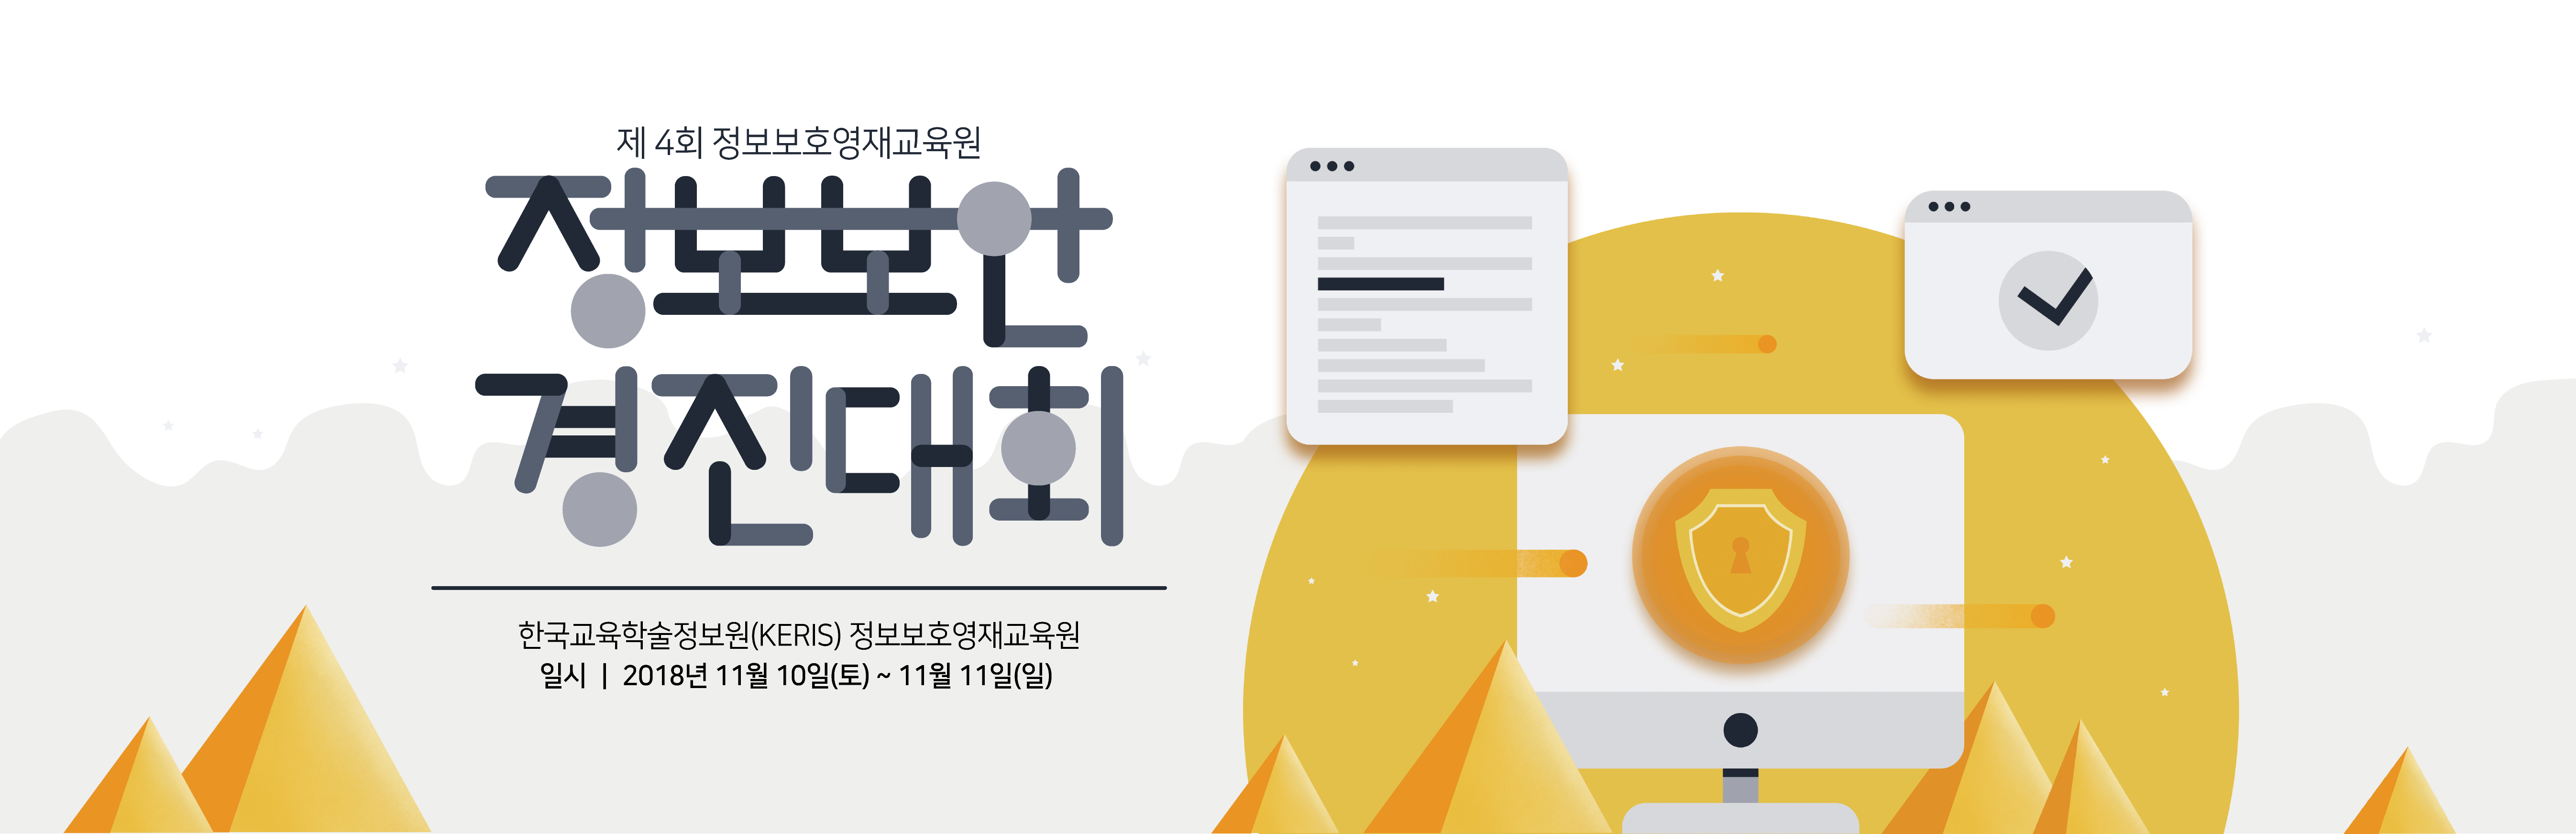 제 4회 정보보호영재교육원
정보보안
경진대회
한국교육학술정보원(KERIS) 정보보호영재교육원
일시 | 2018년 11월 10일(토) ~ 11월 11일(일)